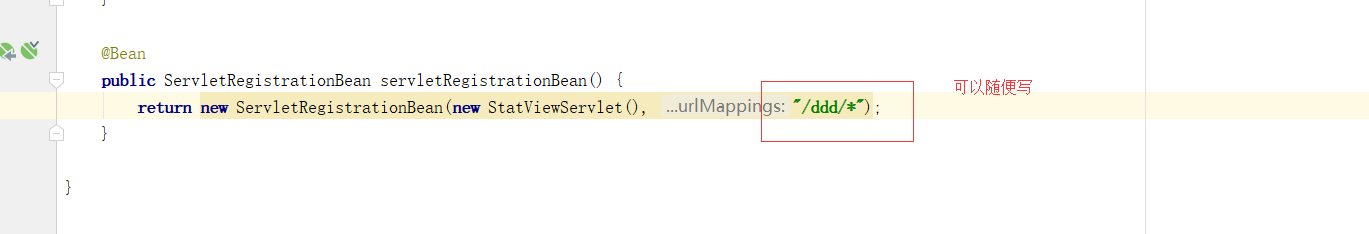 }
@Bean
public ServletRegistrationBean servletRegistrationBean() {
return new ServletRegistrationBean(new StatViewServlet(), ...urlMappings: "/ddd/*"); 可以随便写
}
}